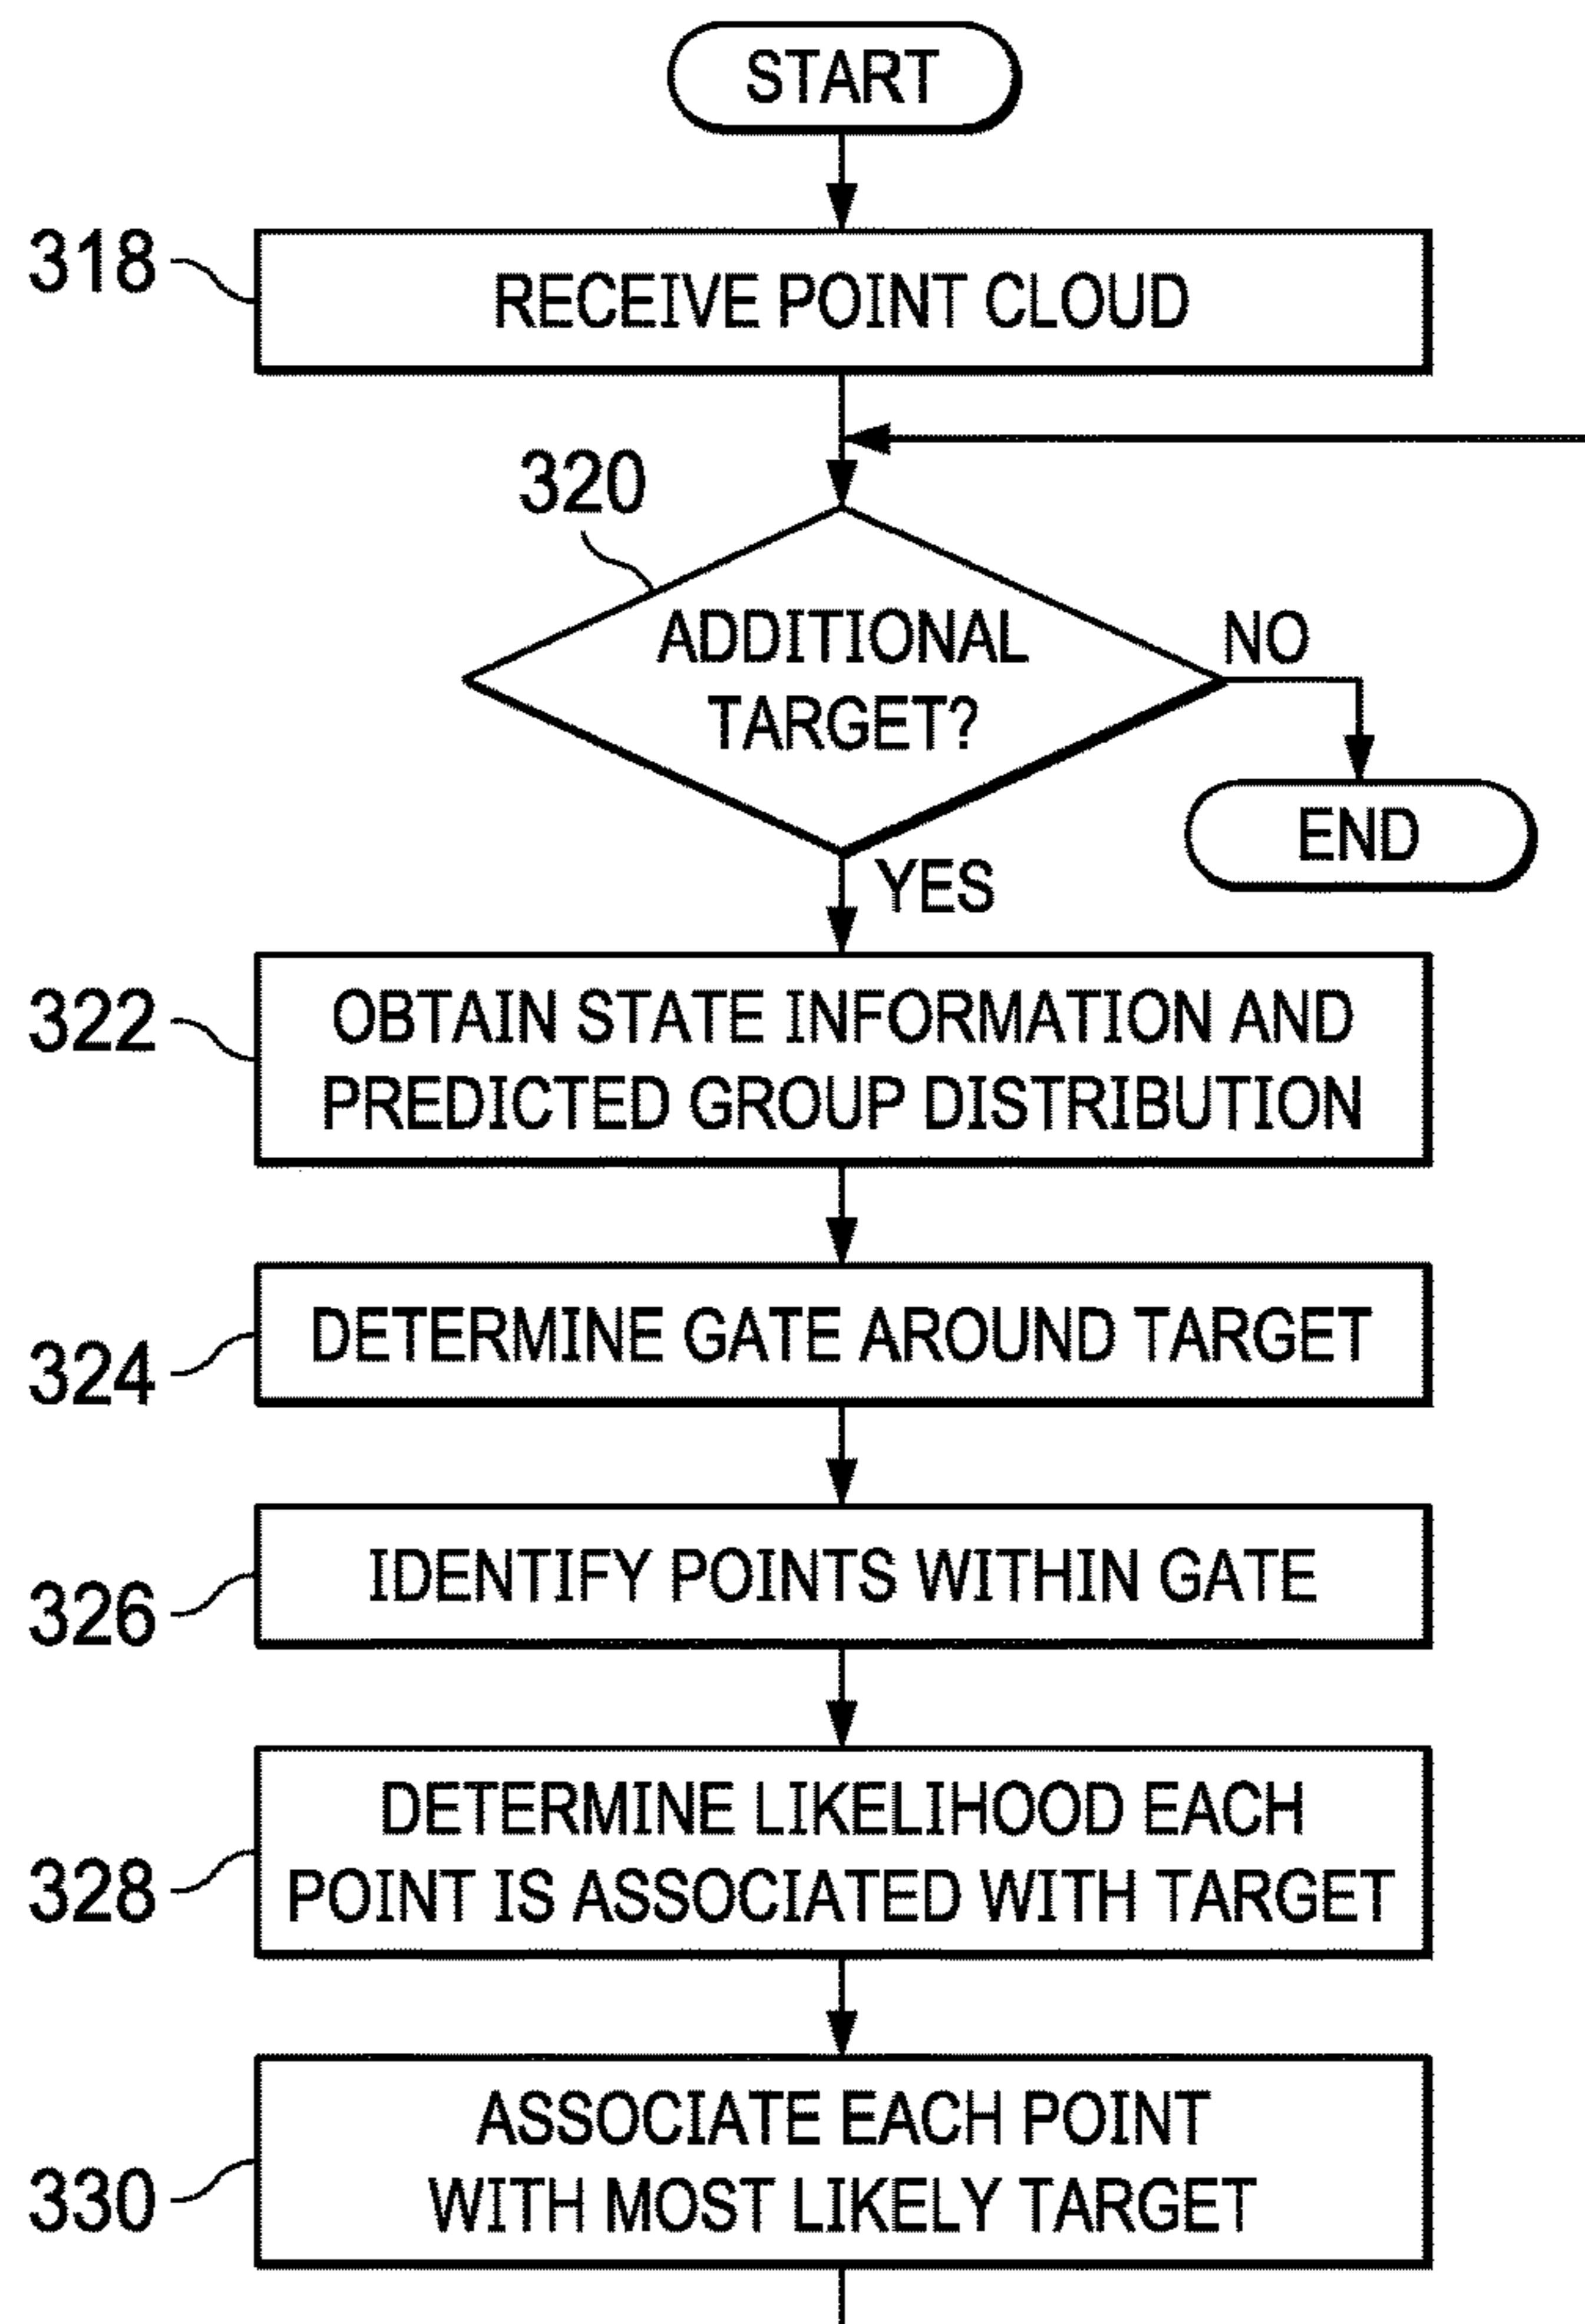 START
318
RECEIVE POINT CLOUD
320
ADDITIONAL
TARGET?
NO
END
YES
322
OBTAIN STATE INFORMATION AND
PREDICTED GROUP DISTRIBUTION
324
DETERMINE GATE AROUND TARGET
326
IDENTIFY POINTS WITHIN GATE
328
DETERMINE LIKELIHOOD EACH
POINT IS ASSOCIATED WITH TARGET
330
ASSOCIATE EACH POINT
WITH MOST LIKELY TARGET